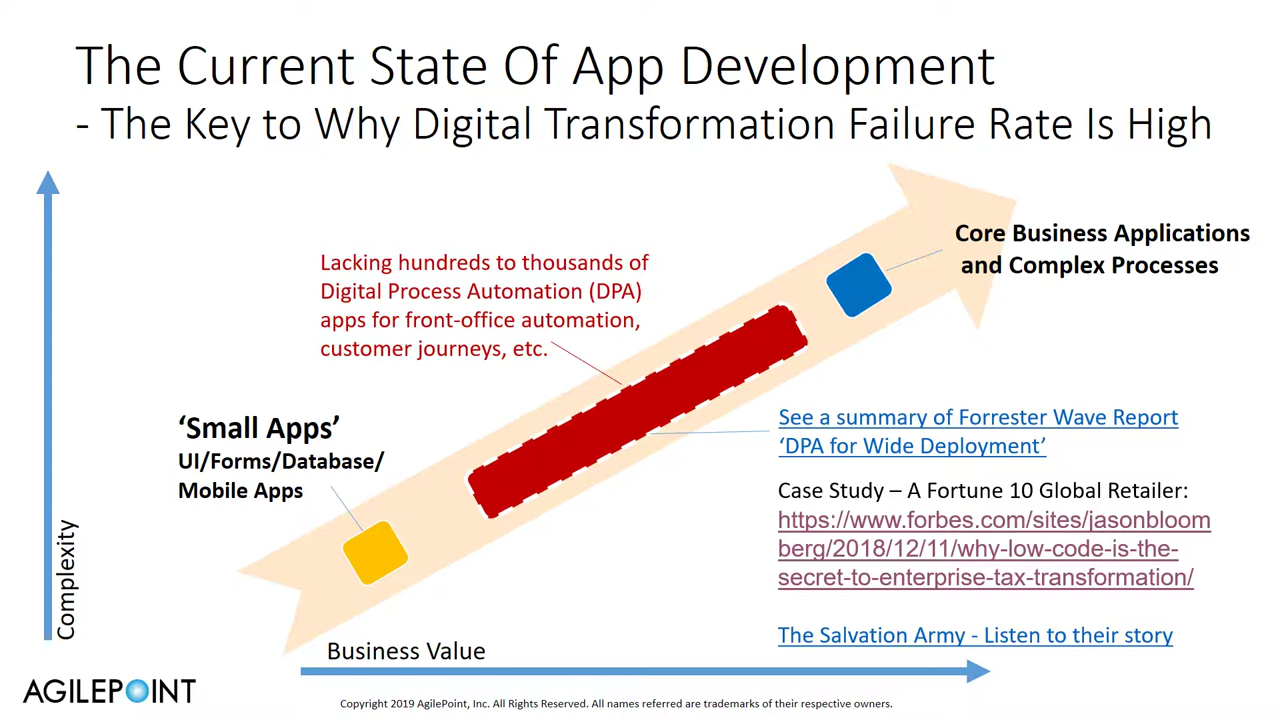 The Current State Of App Development
- The Key to Why Digital Transformation Failure Rate Is High
Core Business Applications
and Complex Processes
Lacking hundreds to thousands of
Digital Process Automation (DPA)
apps for front-office automation,
customer journeys, etc.
‘Small Apps’
UI/Forms/Database/
Mobile Apps
See a summary of Forrester Wave Report
‘DPA for Wide Deployment’
Case Study – A Fortune 10 Global Retailer:
https://www.forbes.com/sites/jasonbloom
berg/2018/12/11/why-low-code-is-the-
secret-to-enterprise-tax-transformation/
The Salvation Army - Listen to their story
Complexity
Business Value
AGILEPOINT
Copyright 2019 AgilePoint, Inc. All Rights Reserved. All names referred are trademarks of their respective owners.